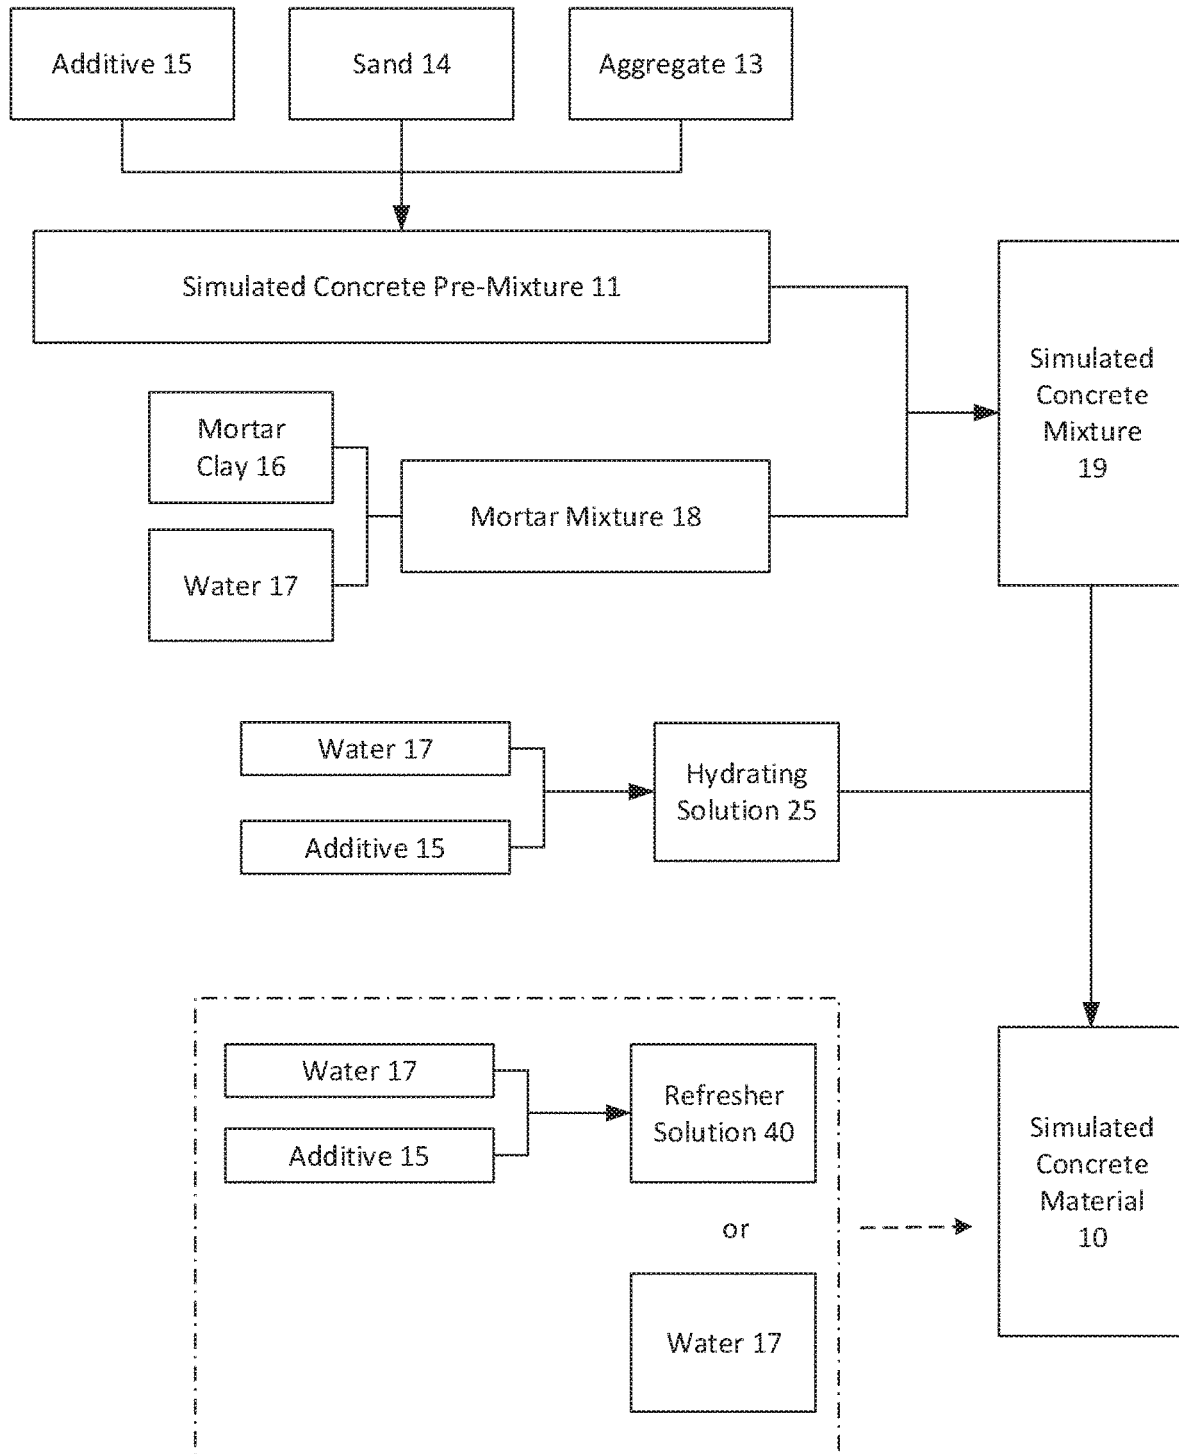 Additive 15
Sand 14
Aggregate 13
Simulated Concrete Pre-Mixture 11
Simulated
Concrete
Mixture
19
Mortar
Clay 16
Mortar Mixture 18
Water 17
Water 17
Hydrating
Solution 25
Additive 15
Water 17
Refresher
Solution 40
Additive 15
Simulated
Concrete
Material
10
or
Water 17